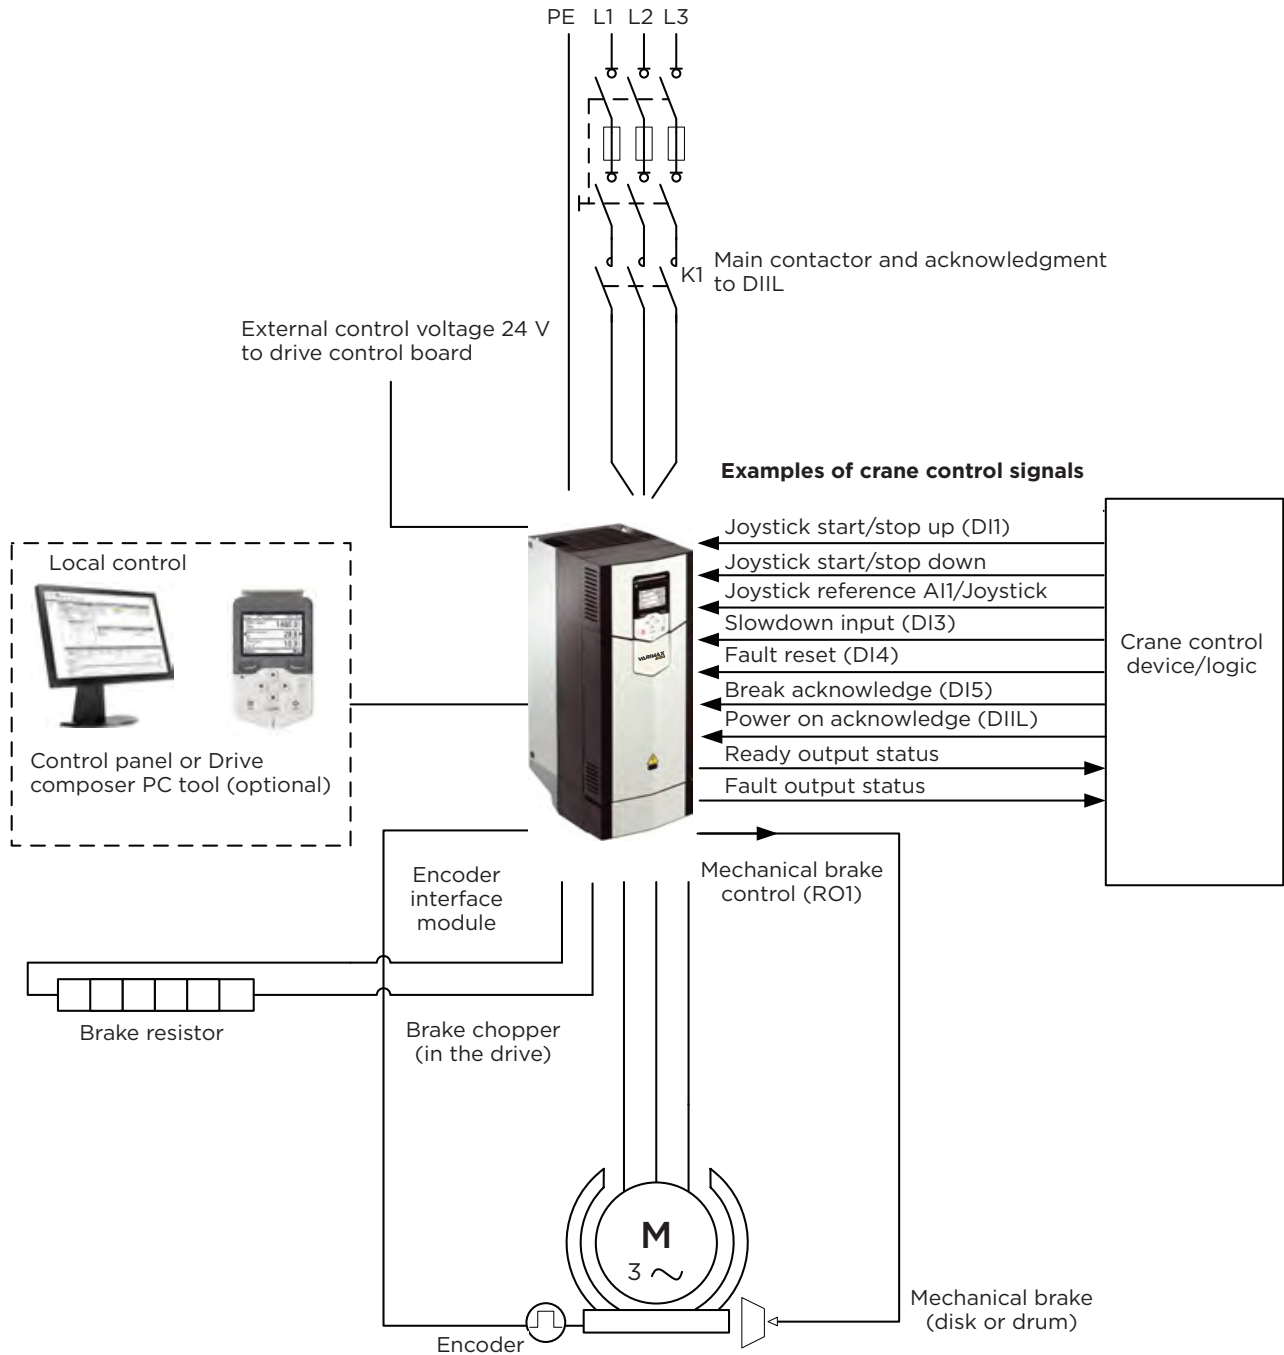 PE L1 L2 L3
K1
Main contactor and acknowledgment
to DIIL
External control voltage 24 V
to drive control board
Examples of crane control signals
Joystick start/stop up (DI1)
Joystick start/stop down
Joystick reference AI1/Joystick
Slowdown input (DI3)
Fault reset (DI4)
Break acknowledge (DI5)
Power on acknowledge (DIIL)
Ready output status
Fault output status
Crane control
device/logic
Local control
Control panel or Drive
composer PC tool (optional)
VARIMAX
Encoder
interface
module
Mechanical brake
control (RO1)
Brake resistor
Brake chopper
(in the drive)
M
3
Encoder
Mechanical brake
(disk or drum)